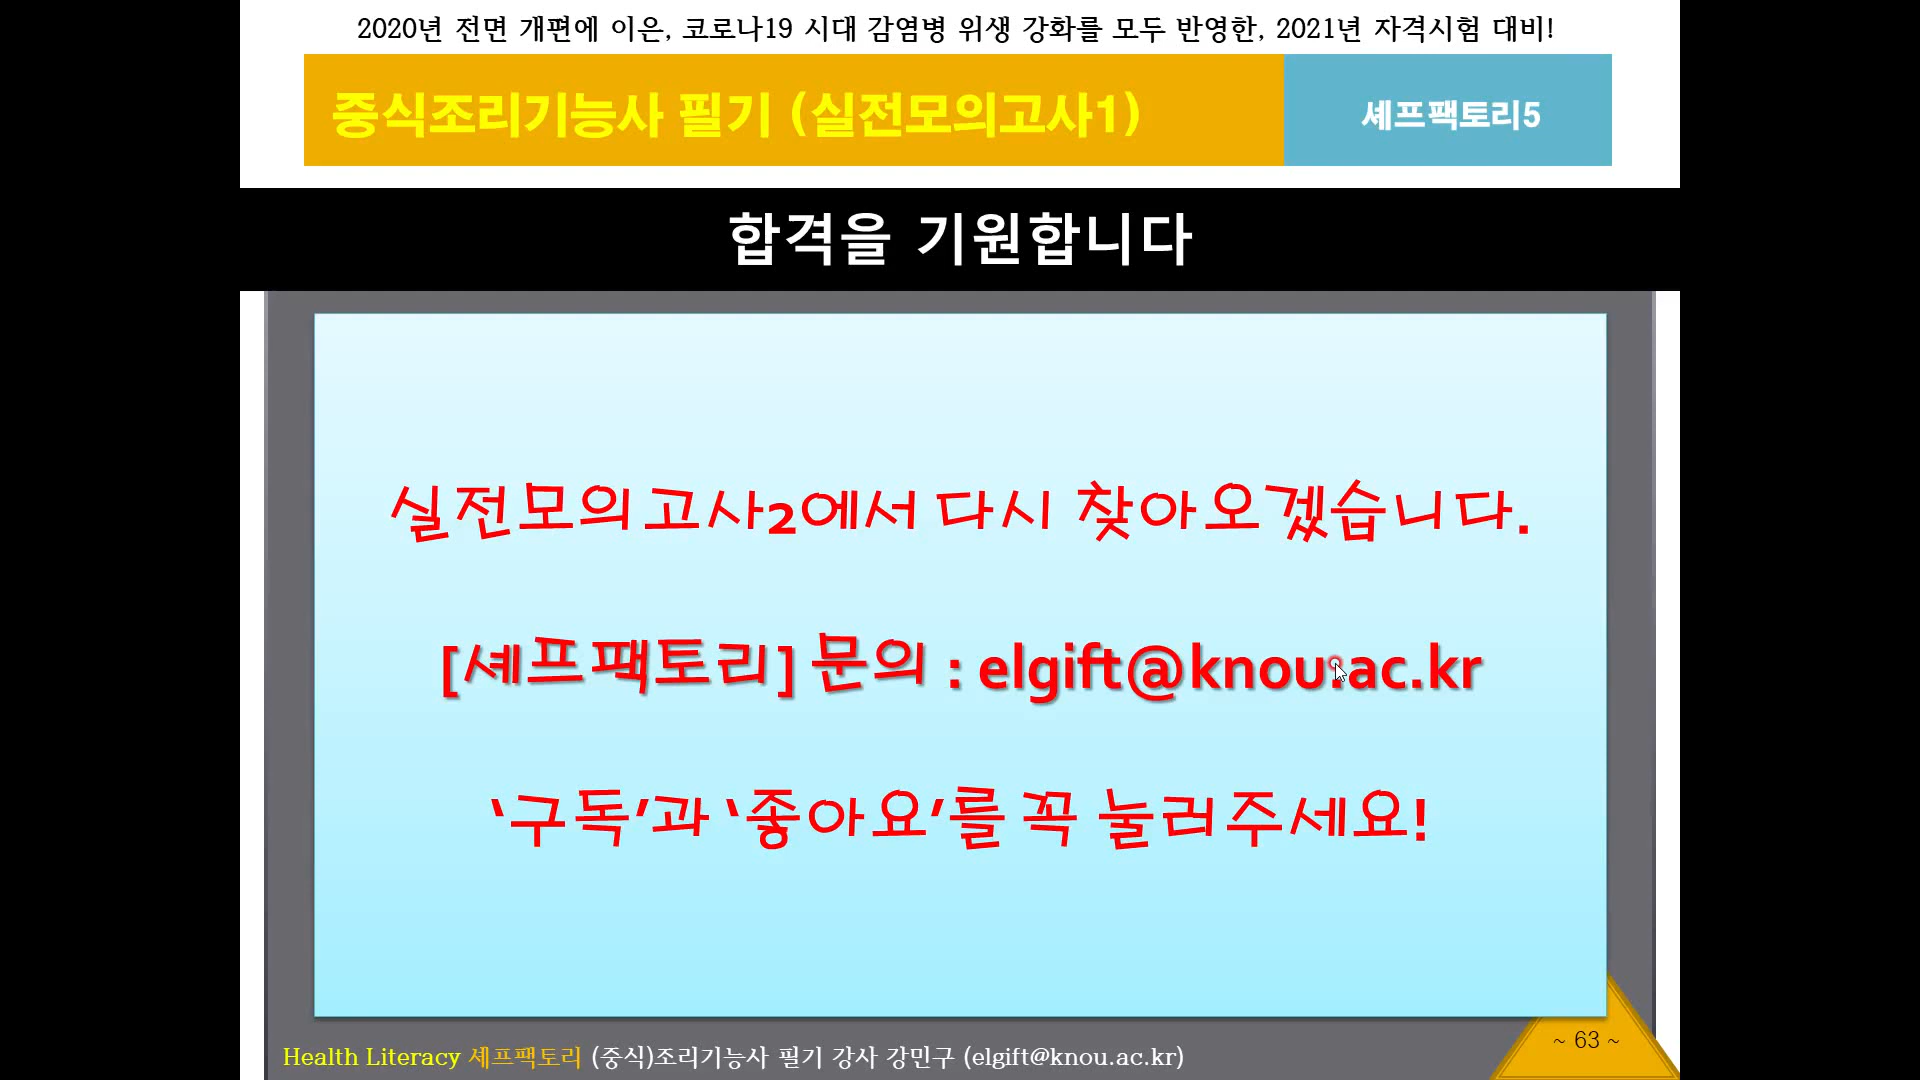 2020년 전면 개편에 이은, 코로나19 시대 감염병 위생 강화를 모두 반영한, 2021년 자격시험 대비!
중식조리기능사 필기 (실전모의고사1)
셰프팩토리5
합격을 기원합니다
실전모의고사2에서 다시 찾아오겠습니다.
[셰프팩토리] 문의 : elgift@knou.ac.kr
'구독'과 '좋아요'를 꼭 눌러주세요!
~ 63 ~
Health Literacy 셰프팩토리 (중식)조리기능사 필기 강사 강민구 (elgift@knou.ac.kr)